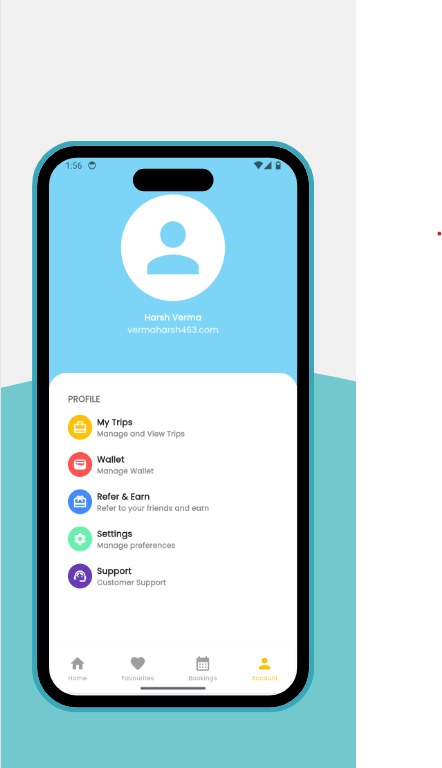 1:56
Harsh Verma
vermaharsh463.com
PROFILE
My Trips
Manage and View Trips
Wallet
Manage Wallet
Refer & Earn
Refer to your friends and earn
Settings
Manage preferences
Support
Customer Support
Home Favourites Bookings Account